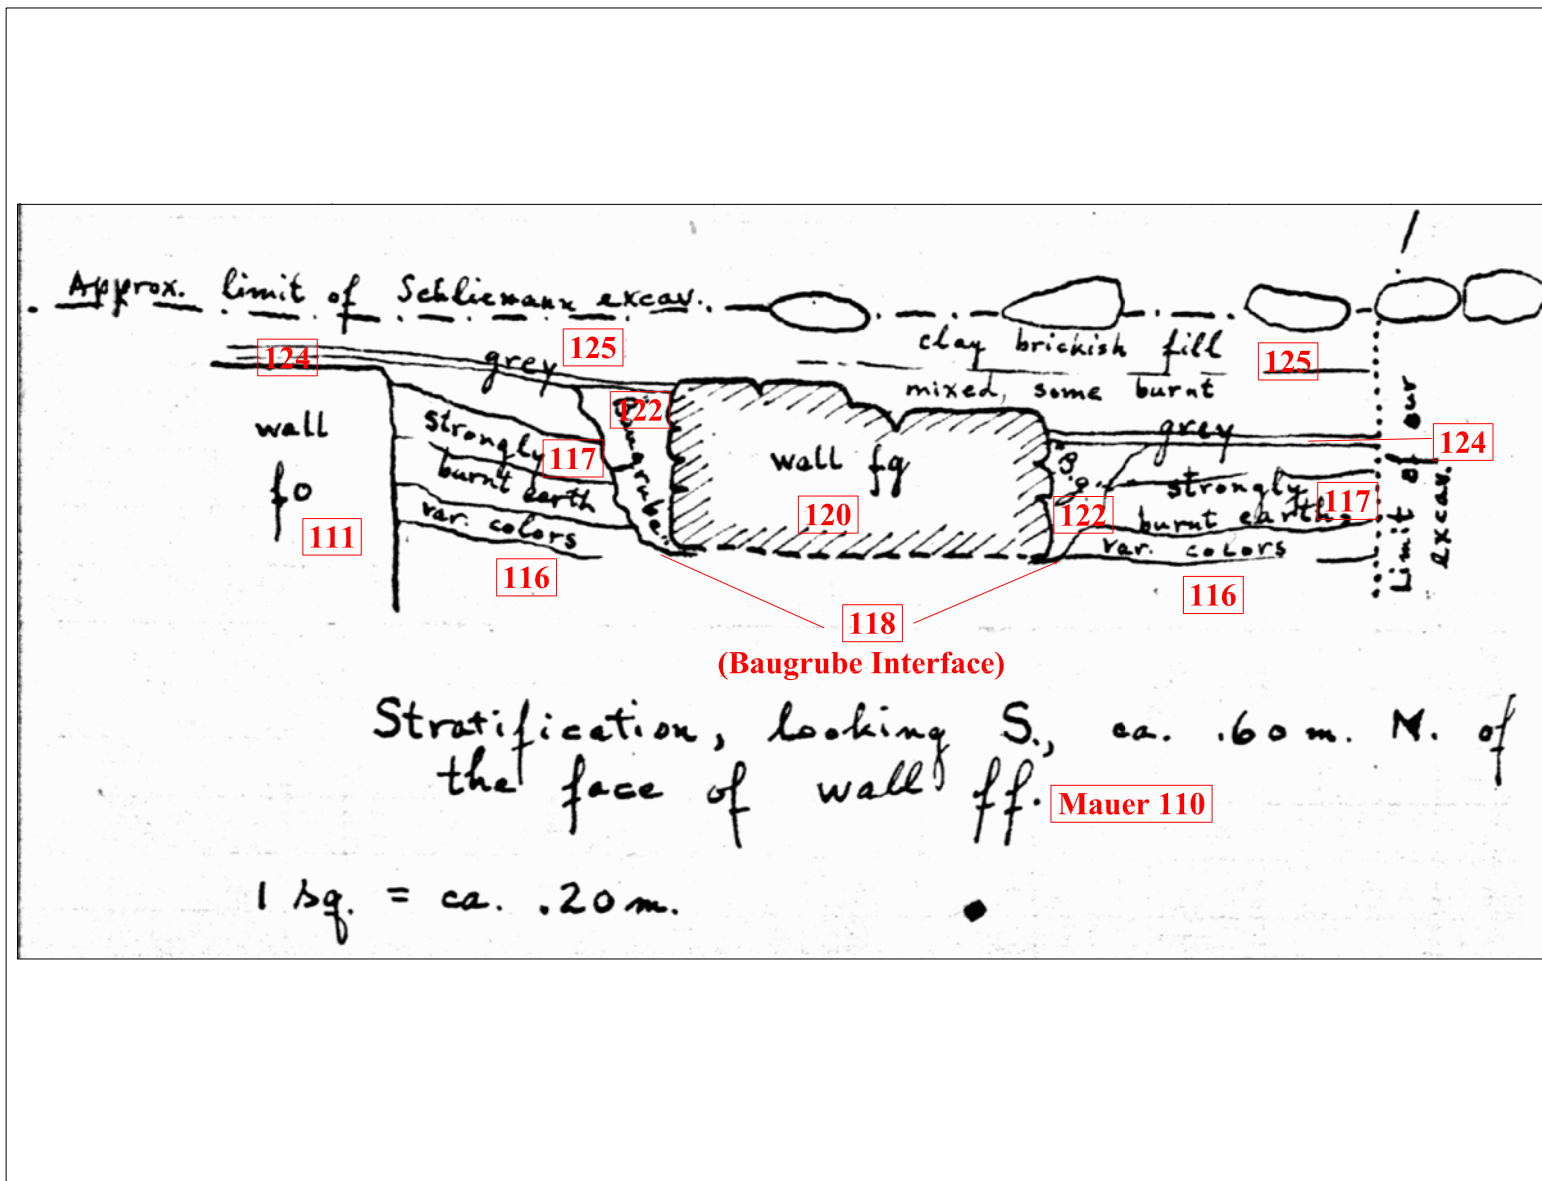 Approx. limit of Schliemann excav.
125
clay brickish fill
125
124
grey
mixed, some burnt
122
wall
fo
111
strongly
117
burnt earth
var. colors
116
wall fg
120
grey
124
B.g.
122
strongly
117
burnt earth
var. colors
116
Limit of our
excav.
118
(Baugrube Interface)
Stratification, looking S., ca. .60 m. N. of
the face of wall ff.
Mauer 110
1 sq. = ca. .20 m.